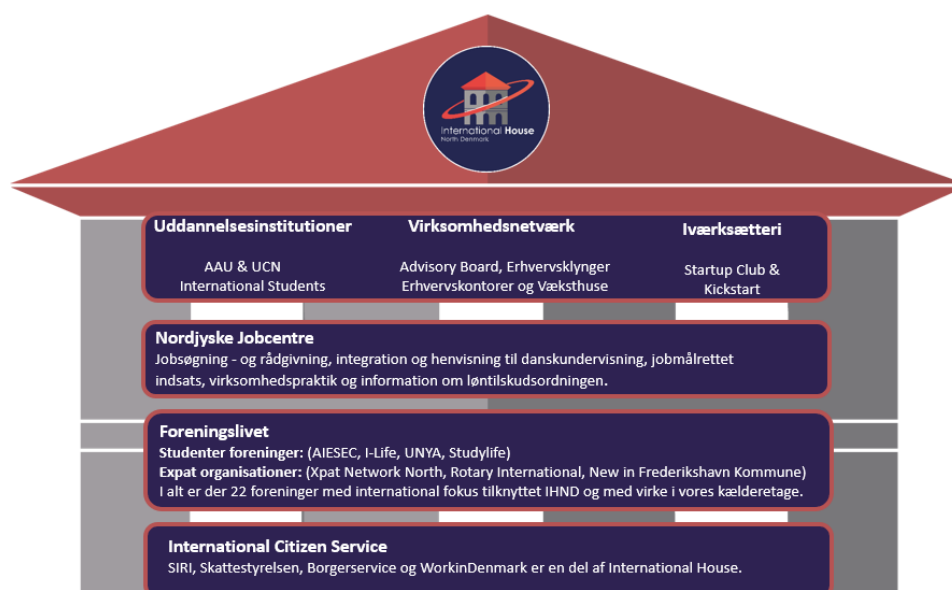 International House
North Denmark
Uddannelsesinstitutioner
AAU & UCN
International Students
Virksomhedsnetværk
Advisory Board, Erhvervsklynger
Erhvervskontorer og Væksthuse
Iværksætteri
Startup Club &
Kickstart
Nordjyske Jobcentre
Jobsøgning - og rådgivning, integration og henvisning til danskundervisning, jobmålrettet
indsats, virksomhedspraktik og information om løntilskudsordningen.
Foreningslivet
Studenter foreninger: (AIESEC, I-Life, UNYA, Studylife)
Expat organisationer: (Xpat Network North, Rotary International, New in Frederikshavn Kommune)
I alt er der 22 foreninger med international fokus tilknyttet IHND og med virke i vores kælderetage.
International Citizen Service
SIRI, Skattestyrelsen, Borgerservice og WorkinDenmark er en del af International House.